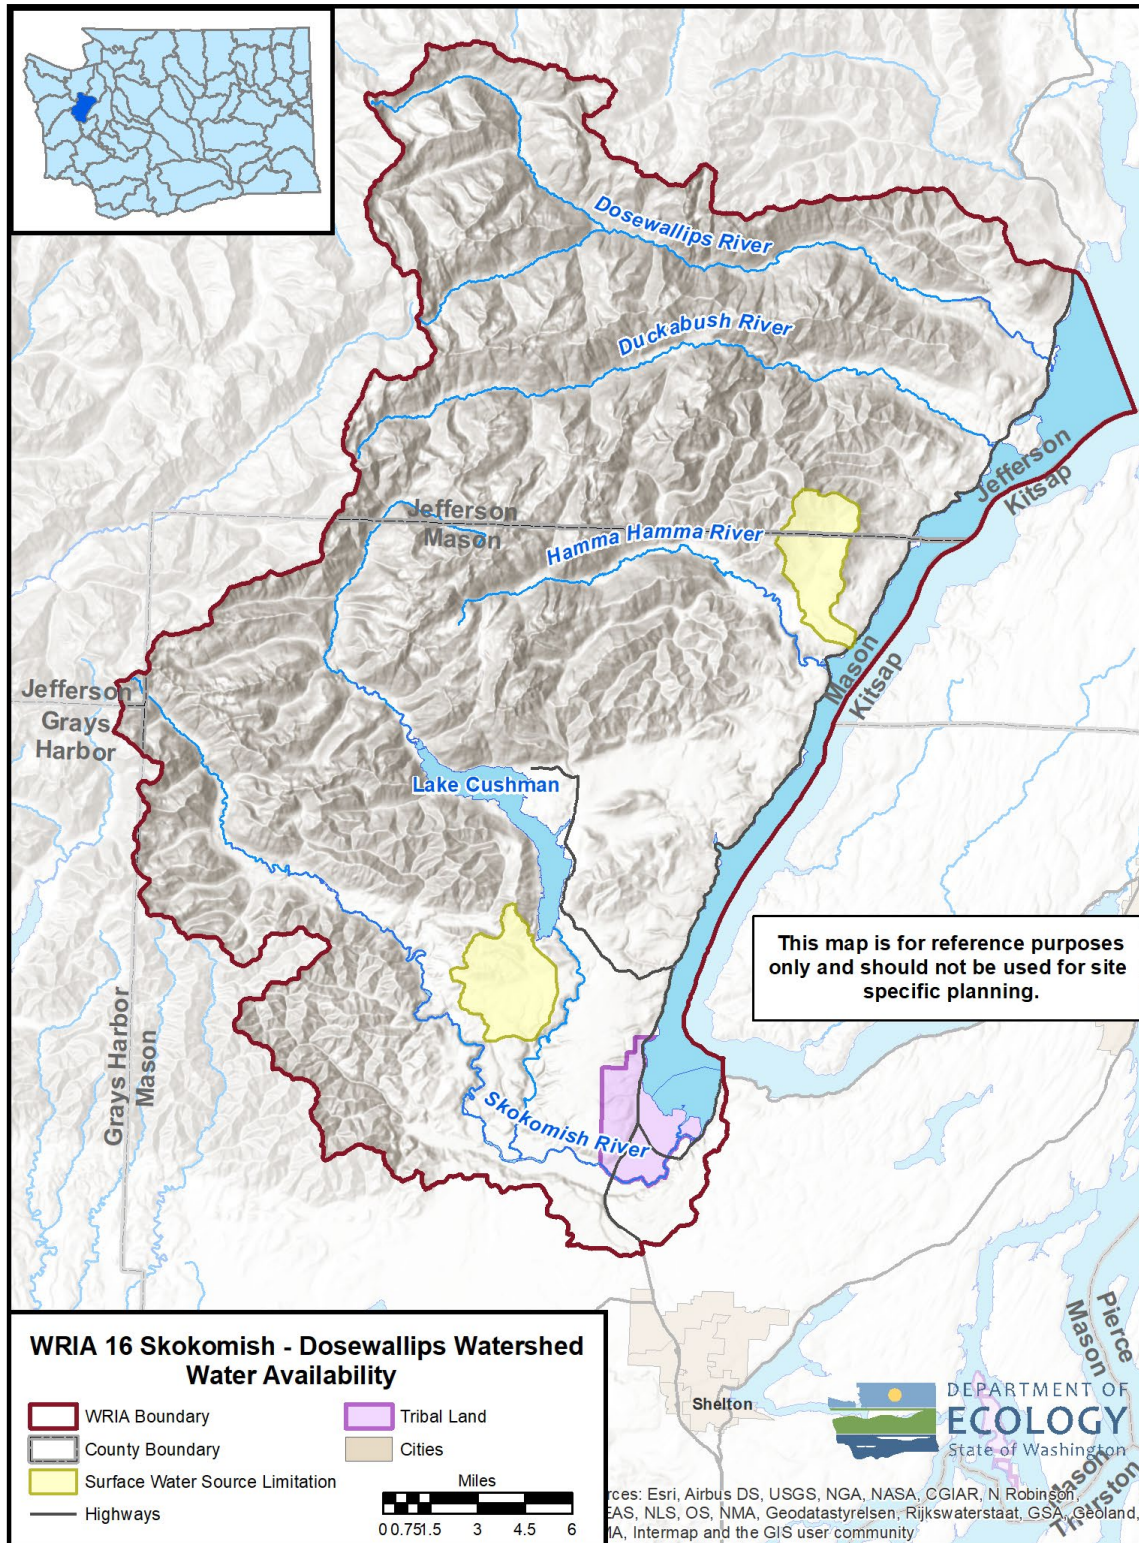 Dosewallips River
Duckabush River
Jefferson
Kitsap
Jefferson
Mason
Hamma Hamma River
Mason
Kitsap
Jefferson
Grays
Harbor
Lake Cushman
This map is for reference purposes
only and should not be used for site
specific planning.
Grays Harbor
Mason
Skokomish River
Pierce
Mason
WRIA 16 Skokomish - Dosewallips Watershed
Water Availability
WRIA Boundary
County Boundary
Surface Water Source Limitation
Highways
Tribal Land
Cities
Miles
0 0.75 1.5 3 4.5 6
Shelton
DEPARTMENT OF
ECOLOGY
State of Washington
Mason
Thurston
rces: Esri, Airbus DS, USGS, NGA, NASA, CGIAR, N Robinson,
EAS, NLS, OS, NMA, Geodatastyrelsen, Rijkswaterstaat, GSA, Geoland,
MA, Intermap and the GIS user community